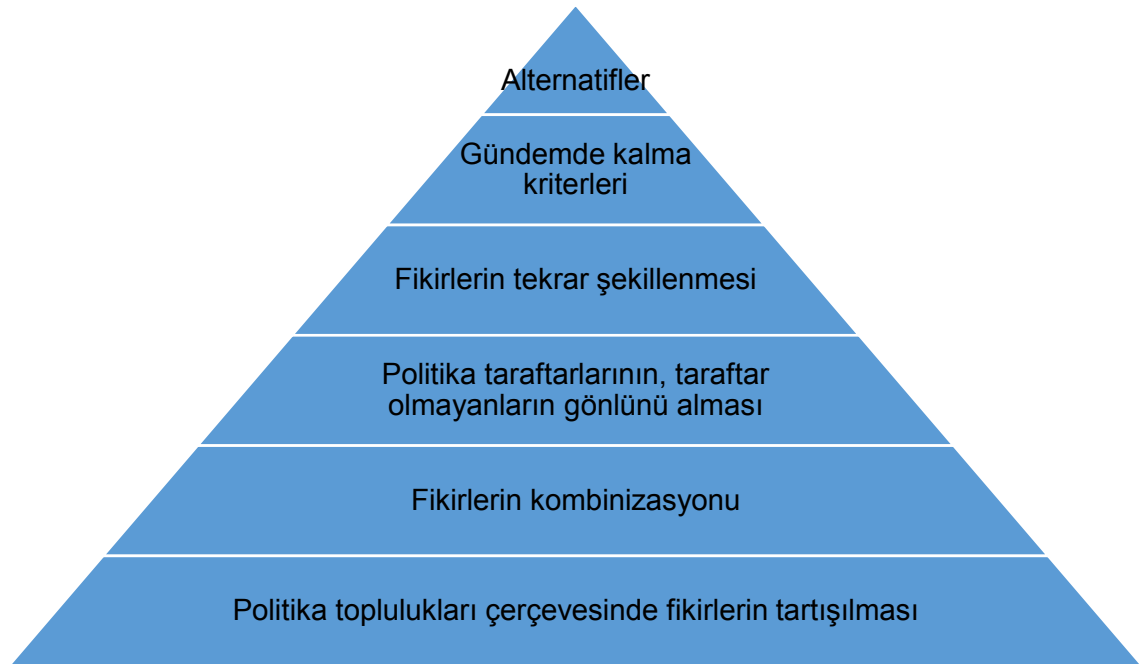 Alternatifler
Gündemde kalma
kriterleri
Fikirlerin tekrar şekillenmesi
Politika taraftarlarının, taraftar
olmayanların gönlünü alması
Fikirlerin kombinizasyonu
Politika toplulukları çerçevesinde fikirlerin tartışılması